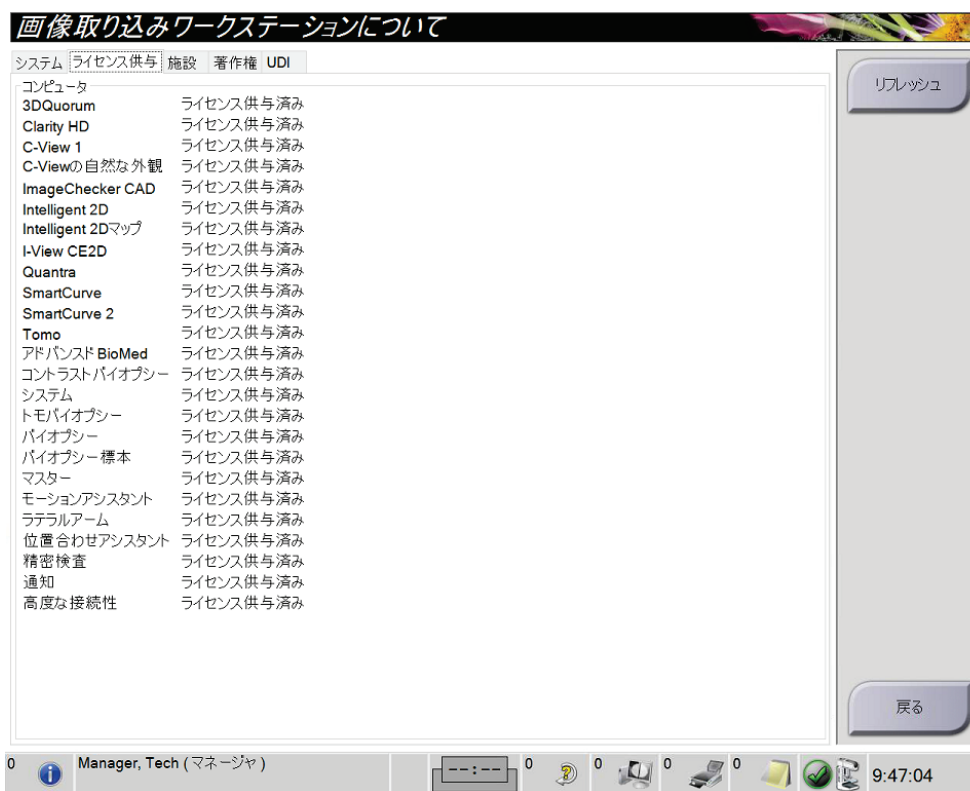 画像取り込みワークステーションについて
システム ライセンス供与 施設 著作権 UDI
リフレッシュ
コンピュータ
3DQuorum ライセンス供与済み
Clarity HD ライセンス供与済み
C-View 1 ライセンス供与済み
C-Viewの自然な外観 ライセンス供与済み
ImageChecker CAD ライセンス供与済み
Intelligent 2D ライセンス供与済み
Intelligent 2Dマップ ライセンス供与済み
I-View CE2D ライセンス供与済み
Quantra ライセンス供与済み
SmartCurve ライセンス供与済み
SmartCurve 2 ライセンス供与済み
Tomo ライセンス供与済み
アドバンスド BioMed ライセンス供与済み
コントラストバイオプシー ライセンス供与済み
システム ライセンス供与済み
トモバイオプシー ライセンス供与済み
バイオプシー ライセンス供与済み
バイオプシー標本 ライセンス供与済み
マスター ライセンス供与済み
モーションアシスタント ライセンス供与済み
ラテラルアーム ライセンス供与済み
位置合わせアシスタント ライセンス供与済み
精密検査 ライセンス供与済み
通知 ライセンス供与済み
高度な接続性 ライセンス供与済み
戻る
0 Manager, Tech (マネージャ) --:-- 0 0 0 0 9:47:04